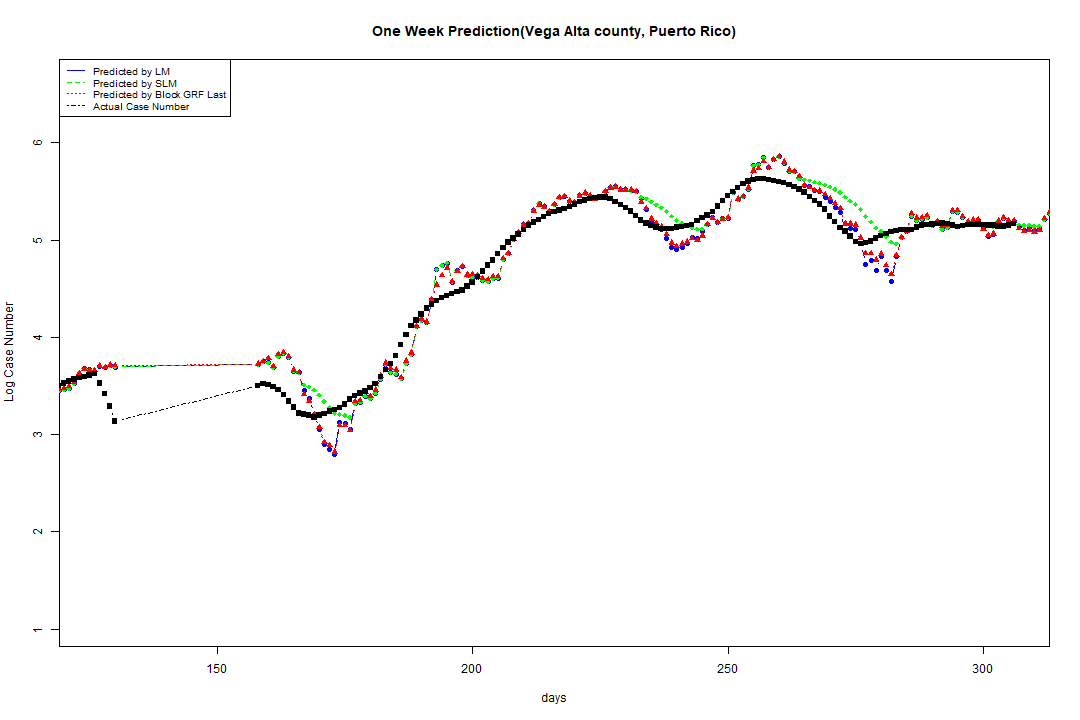 One Week Prediction(Vega Alta county, Puerto Rico)
Predicted by LM
Predicted by SLM
Predicted by Block GRF Last
Actual Case Number
6
5
4
3
2
1
Log Case Number
150 200 250 300
days